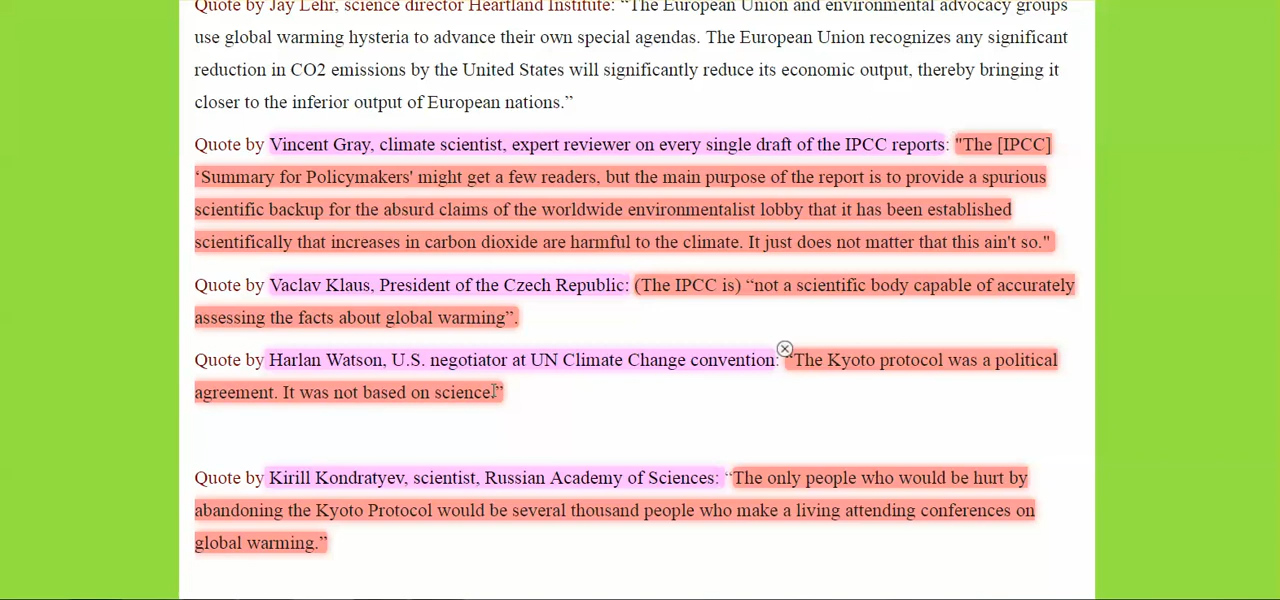 Quote by Jay Lehr, science director Heartland Institute: “The European Union and environmental advocacy groups
use global warming hysteria to advance their own special agendas. The European Union recognizes any significant
reduction in CO2 emissions by the United States will significantly reduce its economic output, thereby bringing it
closer to the inferior output of European nations.”
Quote by Vincent Gray, climate scientist, expert reviewer on every single draft of the IPCC reports: "The [IPCC]
‘Summary for Policymakers' might get a few readers, but the main purpose of the report is to provide a spurious
scientific backup for the absurd claims of the worldwide environmentalist lobby that it has been established
scientifically that increases in carbon dioxide are harmful to the climate. It just does not matter that this ain't so."
Quote by Vaclav Klaus, President of the Czech Republic: (The IPCC is) “not a scientific body capable of accurately
assessing the facts about global warming”.
Quote by Harlan Watson, U.S. negotiator at UN Climate Change convention: “The Kyoto protocol was a political
agreement. It was not based on science.”
Quote by Kirill Kondratyev, scientist, Russian Academy of Sciences: “The only people who would be hurt by
abandoning the Kyoto Protocol would be several thousand people who make a living attending conferences on
global warming.”